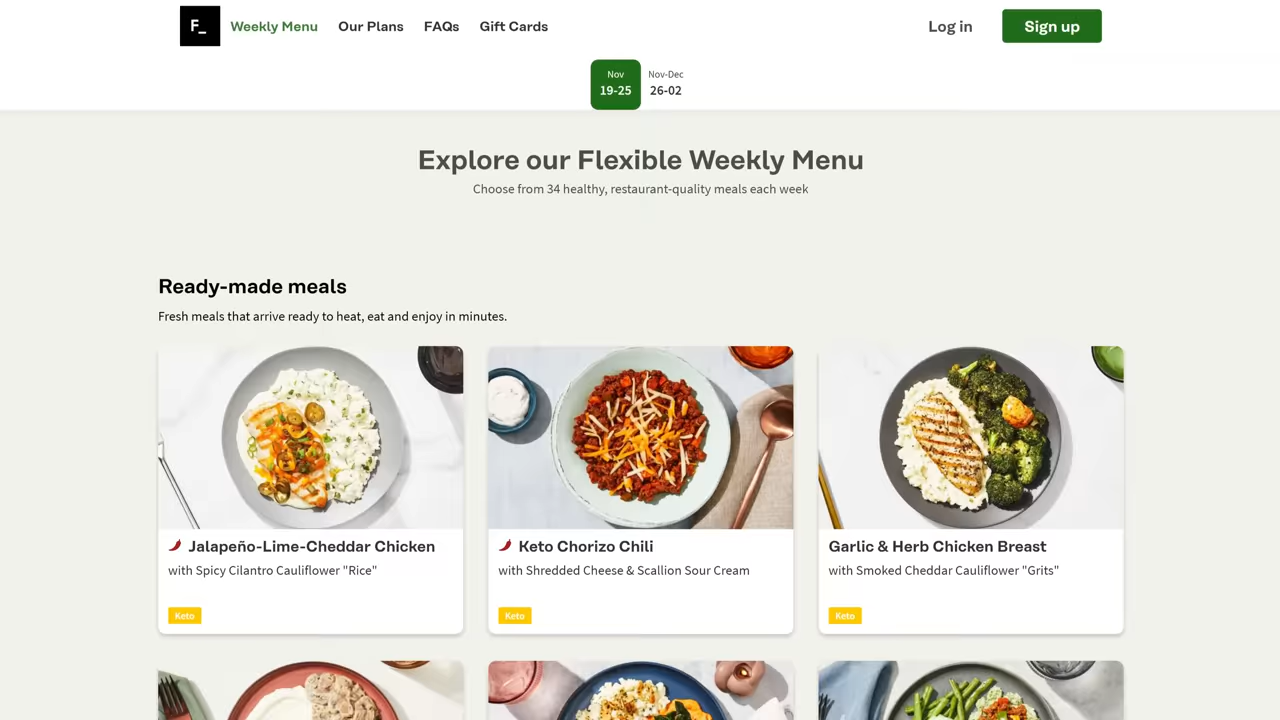 F_
Weekly Menu Our Plans FAQs Gift Cards Log in Sign up
Nov Nov-Dec
19-25 26-02
Explore our Flexible Weekly Menu
Choose from 34 healthy, restaurant-quality meals each week
Ready-made meals
Fresh meals that arrive ready to heat, eat and enjoy in minutes.
Jalapeño-Lime-Cheddar Chicken
with Spicy Cilantro Cauliflower "Rice"
Keto
Keto Chorizo Chili
with Shredded Cheese & Scallion Sour Cream
Keto
Garlic & Herb Chicken Breast
with Smoked Cheddar Cauliflower "Grits"
Keto